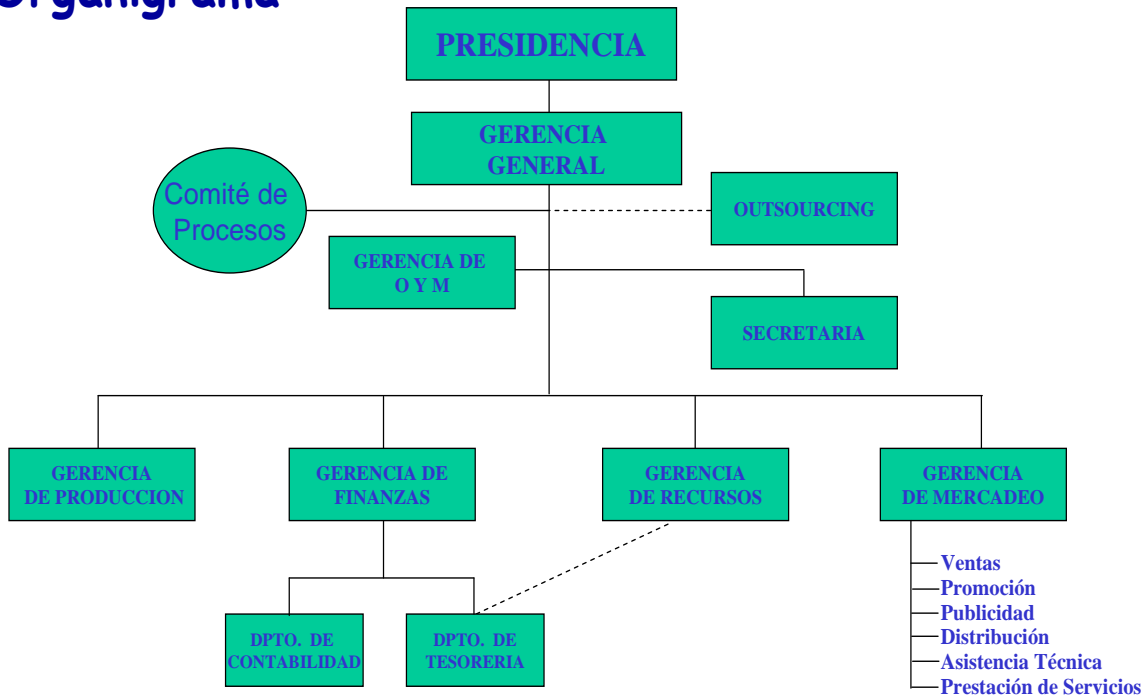 Organigrama
PRESIDENCIA
GERENCIA
GENERAL
Comité de
Procesos
OUTSOURCING
GERENCIA DE
O Y M
SECRETARIA
GERENCIA
DE PRODUCCION
GERENCIA DE
FINANZAS
GERENCIA
DE RECURSOS
GERENCIA
DE MERCADEO
Ventas
Promoción
Publicidad
Distribución
Asistencia Técnica
Prestación de Servicios
DPTO. DE
CONTABILIDAD
DPTO. DE
TESORERIA